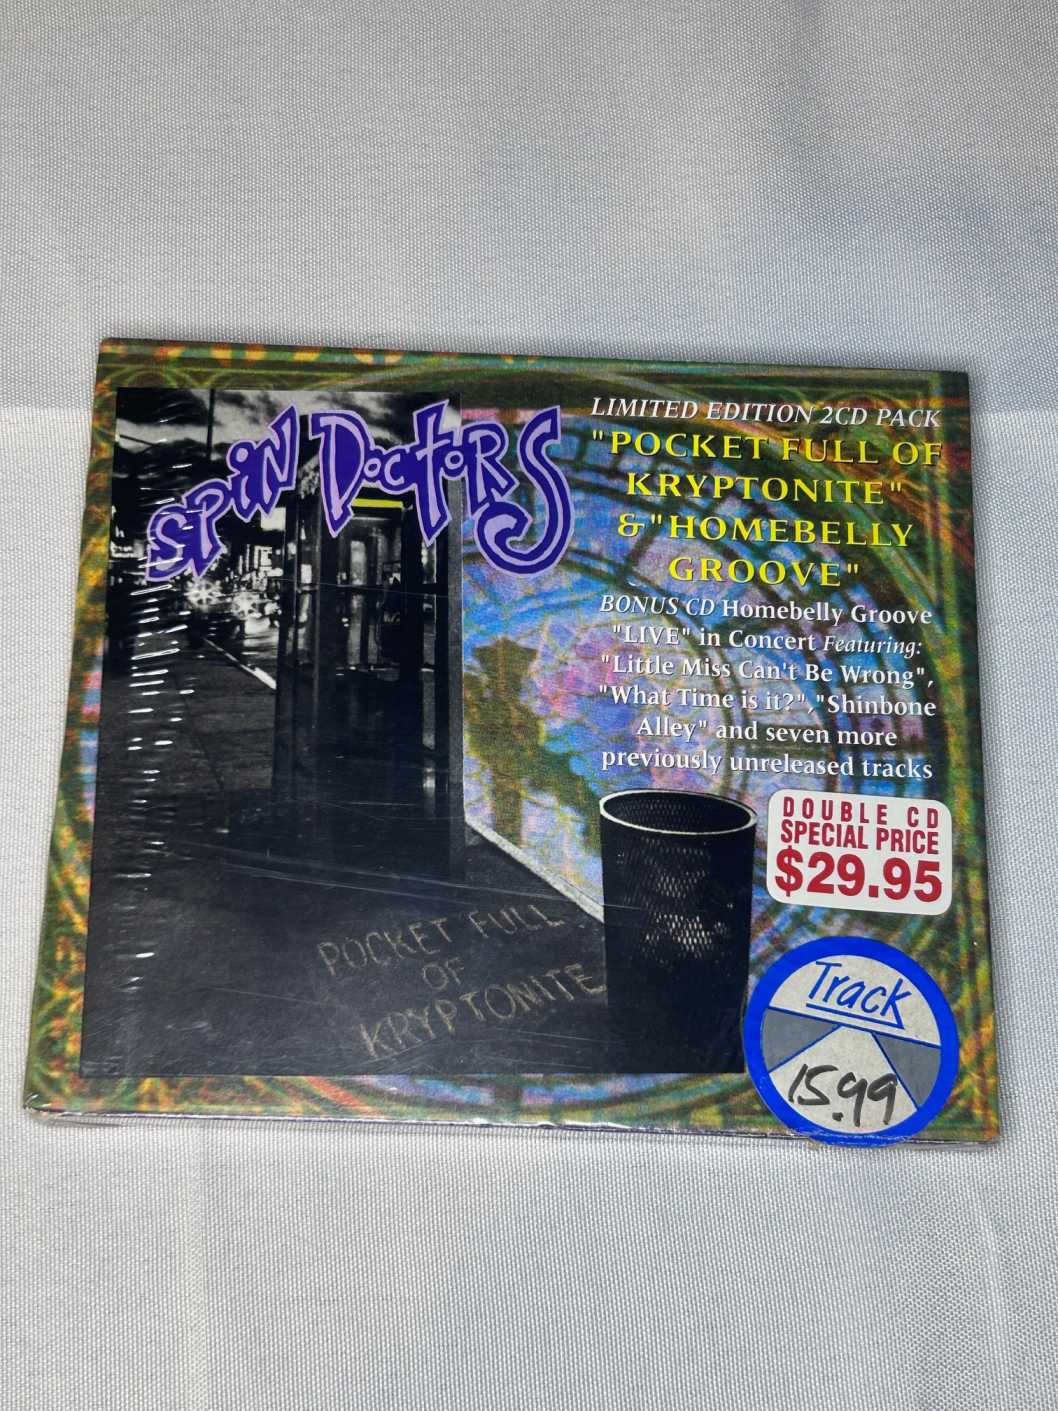 SPiN DOCtORS
LIMITED EDITION 2CD PACK
"POCKET FULL OF
KRYPTONITE"
&"HOMEBELLY
GROOVE"
BONUS CD Homebelly Groove
"LIVE" in Concert Featuring:
"Little Miss Can't Be Wrong",
"What Time is it?","Shinbone
Alley" and seven more
previously unreleased tracks
DOUBLE CD
SPECIAL PRICE
$29.95
POCKET FULL
OF
KRYPTONITE
Track
15.99